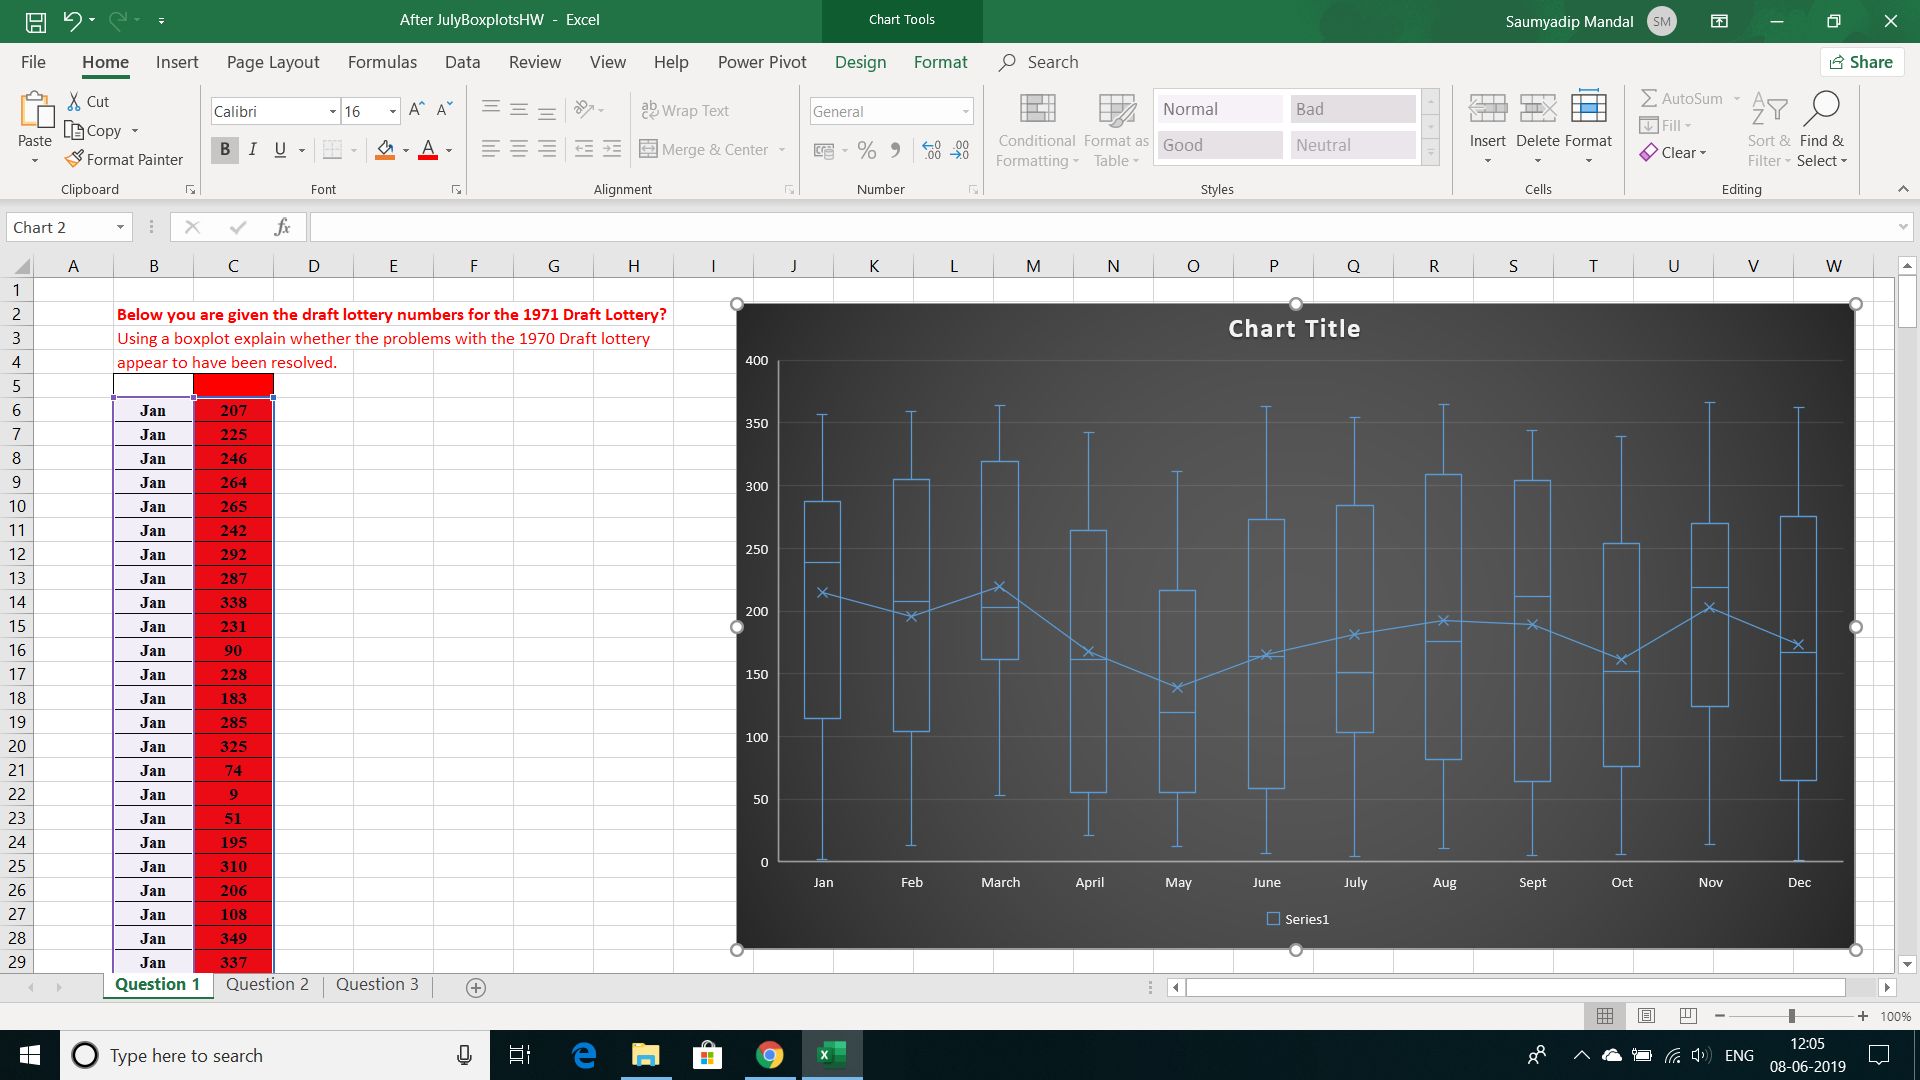 After JulyBoxplotsHW - Excel
Chart Tools
Saumyadip Mandal SM
File Home Insert Page Layout Formulas Data Review View Help Power Pivot Design Format Search Share
Paste
Cut
Copy
Format Painter
Clipboard
Calibri 16 A A
B I U A
Font
ab Wrap Text
Merge & Center
Alignment
General
% .00 .00
Number
Conditional Formatting
Format as Table
Normal Bad
Good Neutral
Styles
Insert Delete Format
Cells
AutoSum
Fill
Clear
Sort & Filter
Find & Select
Editing
Chart 2 fx
A B C D E F G H I J K L M N O P Q R S T U V W
1
2 Below you are given the draft lottery numbers for the 1971 Draft Lottery?
3 Using a boxplot explain whether the problems with the 1970 Draft lottery
4 appear to have been resolved.
5
6 Jan 207
7 Jan 225
8 Jan 246
9 Jan 264
10 Jan 265
11 Jan 242
12 Jan 292
13 Jan 287
14 Jan 338
15 Jan 231
16 Jan 90
17 Jan 228
18 Jan 183
19 Jan 285
20 Jan 325
21 Jan 74
22 Jan 9
23 Jan 51
24 Jan 195
25 Jan 310
26 Jan 206
27 Jan 108
28 Jan 349
29 Jan 337
Chart Title
400
350
300
250
200
150
100
50
0
Jan Feb March April May June July Aug Sept Oct Nov Dec
Series1
Question 1 Question 2 Question 3
100%
Type here to search
ENG
12:05
08-06-2019